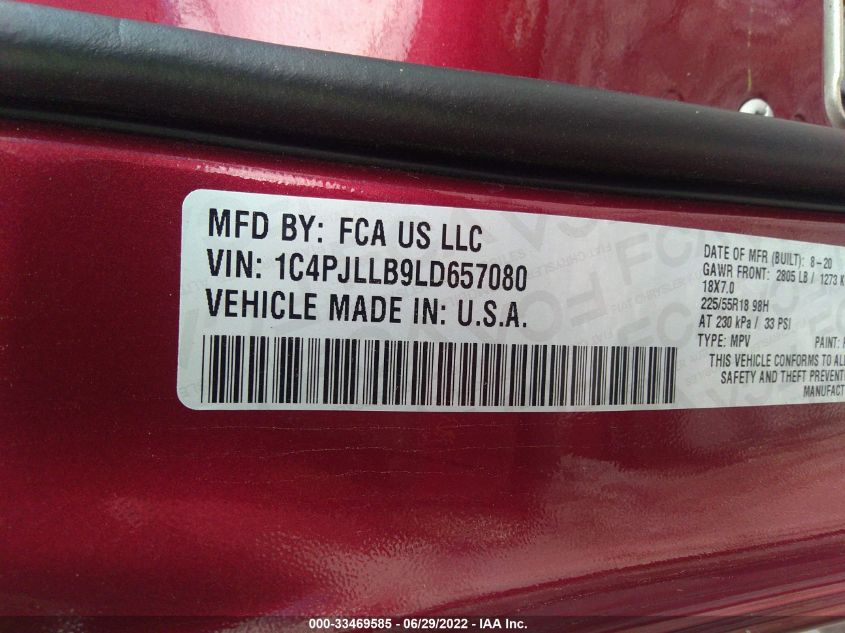 MFD BY: FCA US LLC
VIN: 1C4PJLLB9LD657080
VEHICLE MADE IN: U.S.A.
DATE OF MFR (BUILT): 8-20
GAWR FRONT: 2805 LB / 1273 K
18X7.0
225/55R18 98H
AT 230 kPa / 33 PSI
TYPE: MPV PAINT:
THIS VEHICLE CONFORMS TO ALL
SAFETY AND THEFT PREVENT
MANUFACT
000-33469585 - 06/29/2022 - IAA Inc.